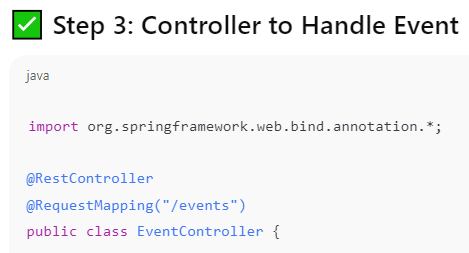 ✅ Step 3: Controller to Handle Event
java
import org.springframework.web.bind.annotation.*;
@RestController
@RequestMapping("/events")
public class EventController {